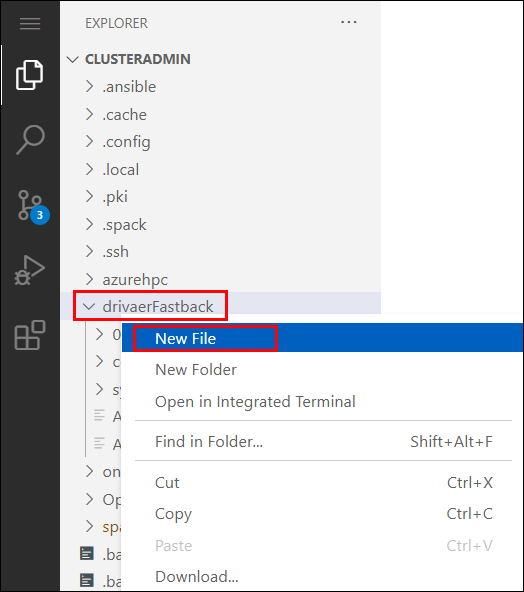 EXPLORER ...
CLUSTERADMIN
.ansible
.cache
.config
.local
.pki
.spack
3
.ssh
azurehpc
drivaerFastback
0
New File
c
New Folder
sy
Open in Integrated Terminal
A
A
Find in Folder... Shift+Alt+F
on
Cut Ctrl+X
Op
Copy Ctrl+C
spa
Paste Ctrl+V
.ba
Download...
.ba